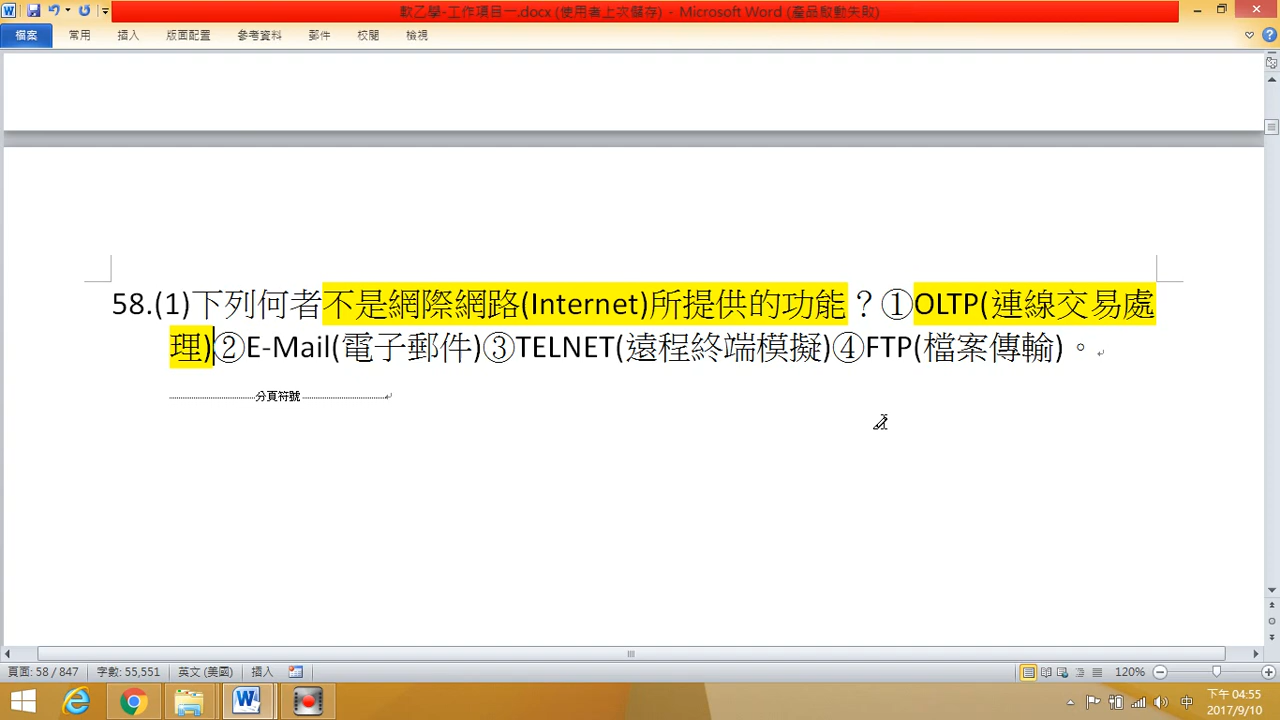 軟乙學-工作項目一.docx (使用者上次儲存) - Microsoft Word (產品啟動失敗)
檔案 常用 插入 版面配置 參考資料 郵件 校閱 檢視
58.(1)下列何者不是網際網路(Internet)所提供的功能？①OLTP(連線交易處
理)②E-Mail(電子郵件)③TELNET(遠程終端模擬)④FTP(檔案傳輸)。
分頁符號
頁面: 58 / 847 字數: 55,551 英文 (美國) 插入 120%
中 下午 04:55
2017/9/10